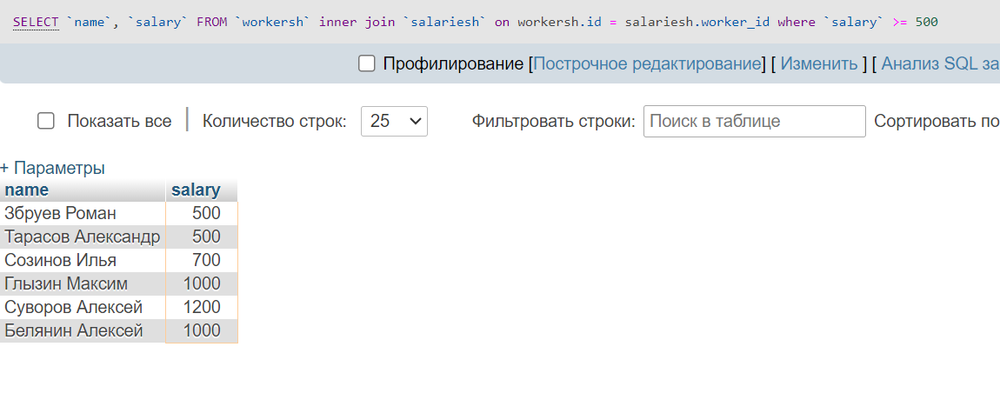 SELECT `name`, `salary` FROM `workersh` inner join `salariesh` on workersh.id = salariesh.worker_id where `salary` >= 500
Профилирование [Построчное редактирование] [ Изменить ] [ Анализ SQL за
Показать все | Количество строк: 25 Фильтровать строки: Поиск в таблице Сортировать по
+ Параметры
name salary
Збруев Роман 500
Тарасов Александр 500
Созинов Илья 700
Глызин Максим 1000
Суворов Алексей 1200
Белянин Алексей 1000